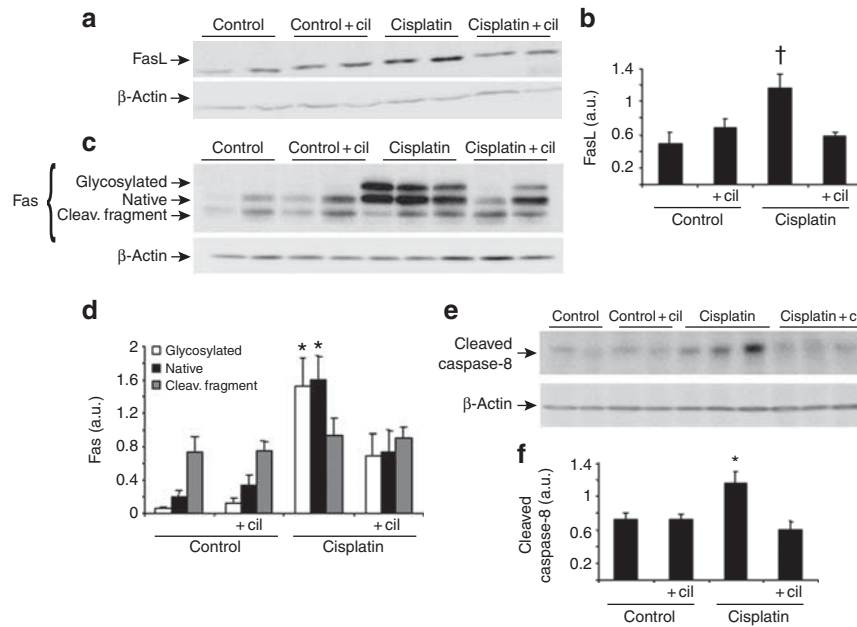 a
Control
Control + cil
Cisplatin
Cisplatin + cil
FasL
β-Actin
b
†
1.4
1
0.6
0.2
FasL (a.u.)
+ cil
+ cil
Control
Cisplatin
c
Control
Control + cil
Cisplatin
Cisplatin + cil
Fas
Glycosylated
Native
Cleav. fragment
β-Actin
d
2
1.6
1.2
0.8
0.4
0
Fas (a.u.)
Glycosylated
Native
Cleav. fragment
* *
+ cil
+ cil
Control
Cisplatin
e
Control
Control + cil
Cisplatin
Cisplatin + c
Cleaved
caspase-8
β-Actin
f
*
1.4
1
0.6
0.2
0
Cleaved
caspase-8 (a.u.)
+ cil
+ cil
Control
Cisplatin